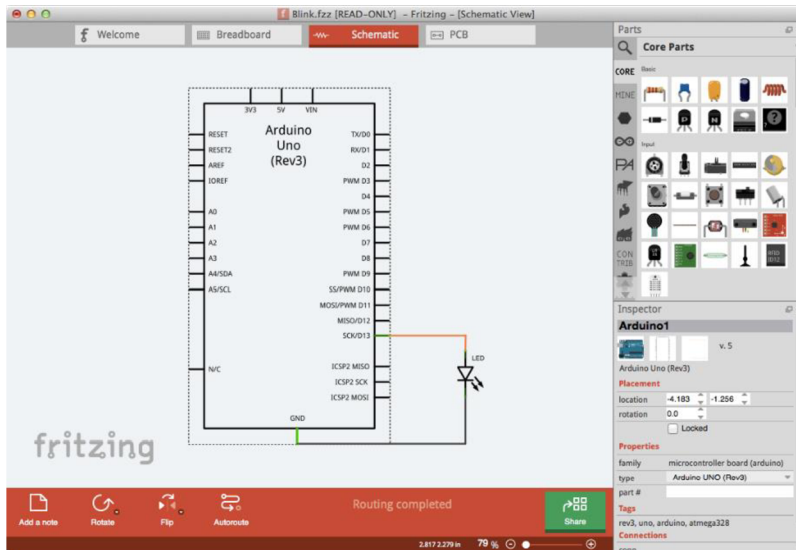 Blink.fzz [READ-ONLY] - Fritzing - [Schematic View]
Welcome
Breadboard
Schematic
PCB
3V3 5V VIN
Arduino
Uno
(Rev3)
RESET
RESET2
AREF
IOREF
A0
A1
A2
A3
A4/SDA
A5/SCL
N/C
TX/D0
RX/D1
D2
PWM D3
D4
PWM D5
PWM D6
D7
D8
PWM D9
SS/PWM D10
MOSI/PWM D11
MISO/D12
SCK/D13
ICSP2 MISO
ICSP2 SCK
ICSP2 MOSI
GND
LED
fritzing
Add a note
Rotate
Flip
Autoroute
Routing completed
Share
2.817 2.279 in 79 %
Parts
Core Parts
CORE
MINE
PA
CON
TRIB
Basic
Input
Inspector
Arduino1
v. 5
Arduino Uno (Rev3)
Placement
location -4.183 -1.256
rotation 0.0
Locked
Properties
family microcontroller board (arduino)
type Arduino UNO (Rev3)
part #
Tags
rev3, uno, arduino, atmega328
Connections